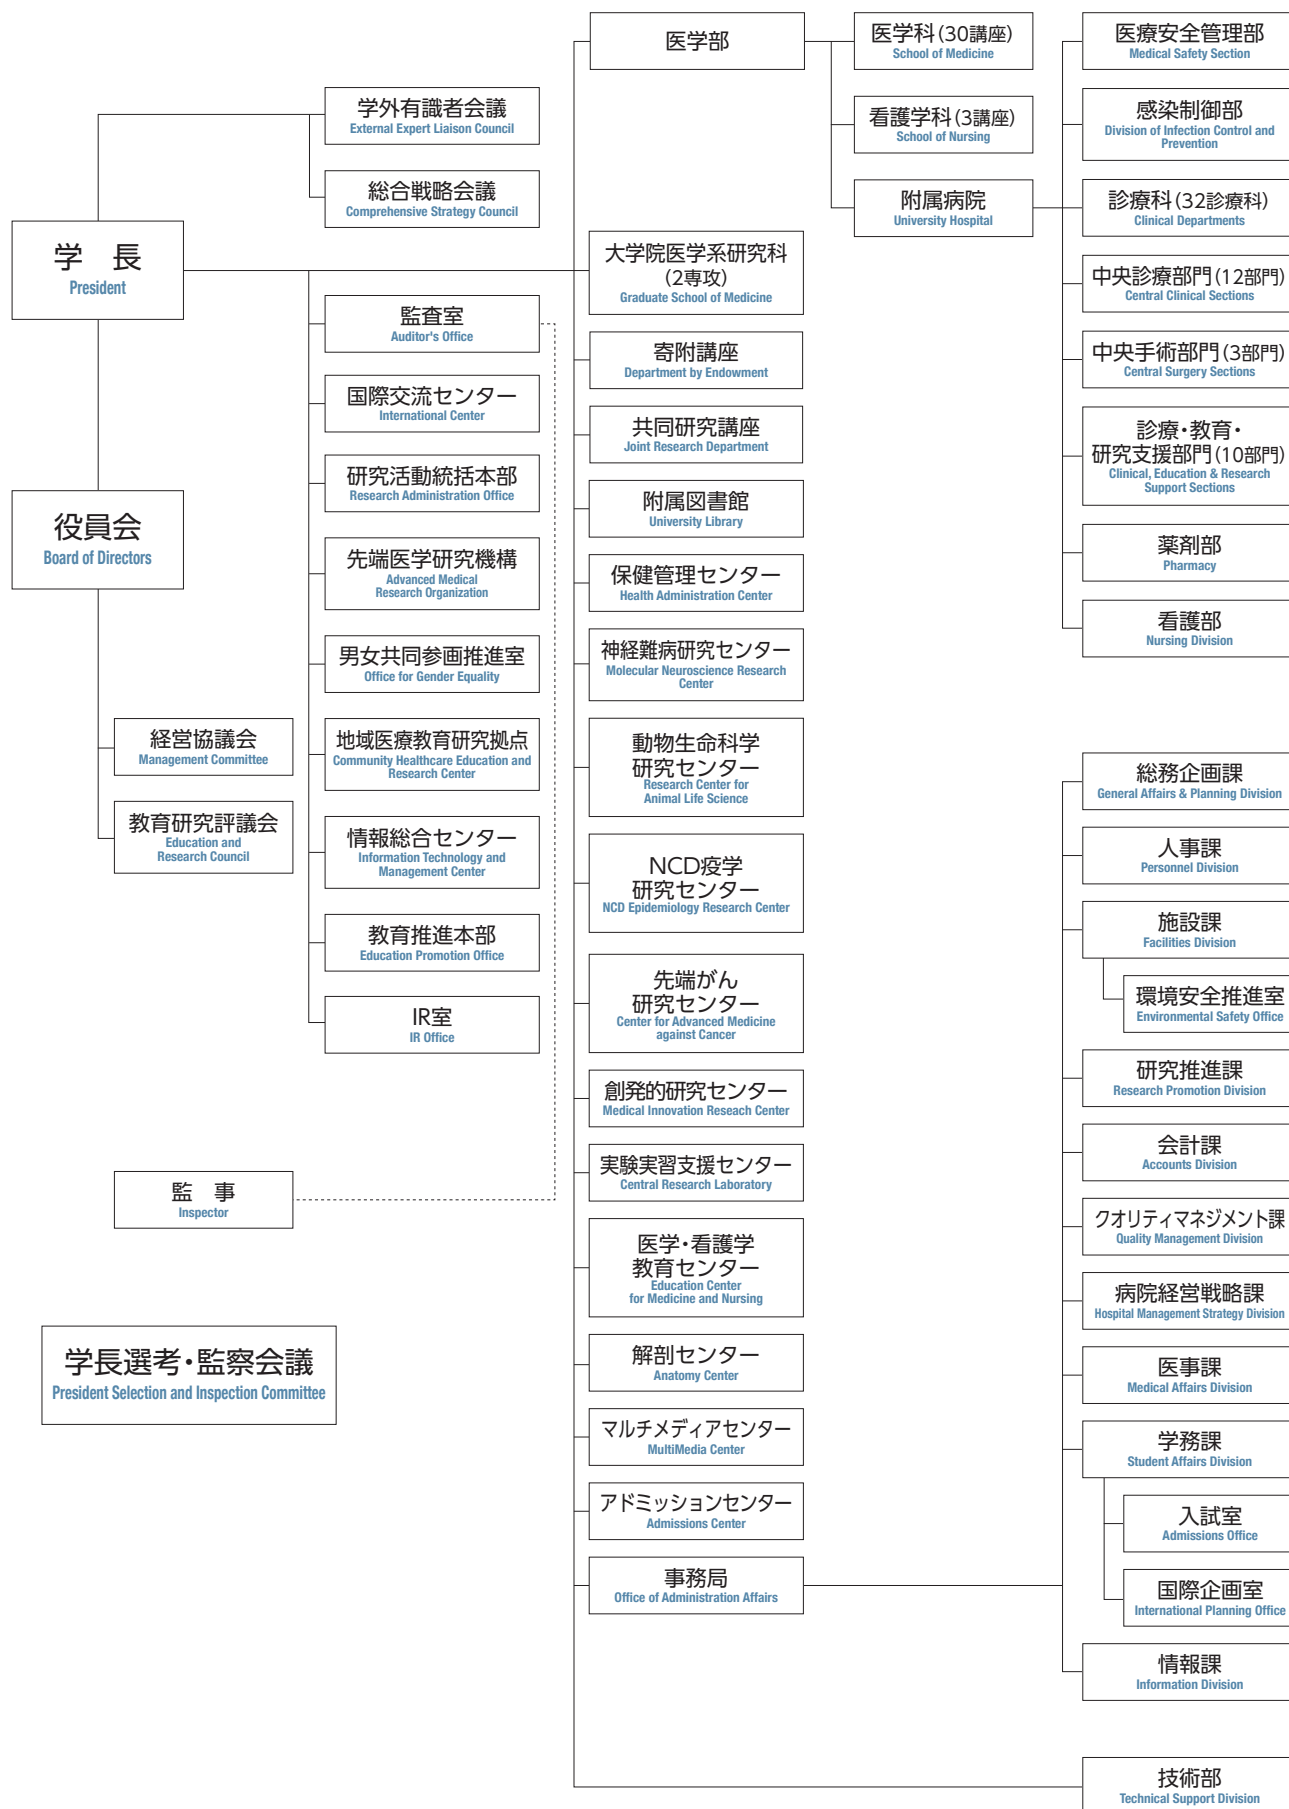 学　長
President
学外有識者会議
External Expert Liaison Council
総合戦略会議
Comprehensive Strategy Council
役員会
Board of Directors
経営協議会
Management Committee
教育研究評議会
Education and
Research Council
監　事
Inspector
学長選考・監察会議
President Selection and Inspection Committee
監査室
Auditor's Office
国際交流センター
International Center
研究活動統括本部
Research Administration Office
先端医学研究機構
Advanced Medical
Research Organization
男女共同参画推進室
Office for Gender Equality
地域医療教育研究拠点
Community Healthcare Education and
Research Center
情報総合センター
Information Technology and
Management Center
教育推進本部
Education Promotion Office
IR室
IR Office
医学部
大学院医学系研究科
(2専攻)
Graduate School of Medicine
寄附講座
Department by Endowment
共同研究講座
Joint Research Department
附属図書館
University Library
保健管理センター
Health Administration Center
神経難病研究センター
Molecular Neuroscience Research
Center
動物生命科学
研究センター
Research Center for
Animal Life Science
NCD疫学
研究センター
NCD Epidemiology Research Center
先端がん
研究センター
Center for Advanced Medicine
against Cancer
創発的研究センター
Medical Innovation Reseach Center
実験実習支援センター
Central Research Laboratory
医学・看護学
教育センター
Education Center
for Medicine and Nursing
解剖センター
Anatomy Center
マルチメディアセンター
MultiMedia Center
アドミッションセンター
Admissions Center
事務局
Office of Administration Affairs
医学科(30講座)
School of Medicine
看護学科(3講座)
School of Nursing
附属病院
University Hospital
医療安全管理部
Medical Safety Section
感染制御部
Division of Infection Control and
Prevention
診療科(32診療科)
Clinical Departments
中央診療部門(12部門)
Central Clinical Sections
中央手術部門(3部門)
Central Surgery Sections
診療・教育・
研究支援部門(10部門)
Clinical, Education & Research
Support Sections
薬剤部
Pharmacy
看護部
Nursing Division
総務企画課
General Affairs & Planning Division
人事課
Personnel Division
施設課
Facilities Division
環境安全推進室
Environmental Safety Office
研究推進課
Research Promotion Division
会計課
Accounts Division
クオリティマネジメント課
Quality Management Division
病院経営戦略課
Hospital Management Strategy Division
医事課
Medical Affairs Division
学務課
Student Affairs Division
入試室
Admissions Office
国際企画室
International Planning Office
情報課
Information Division
技術部
Technical Support Division